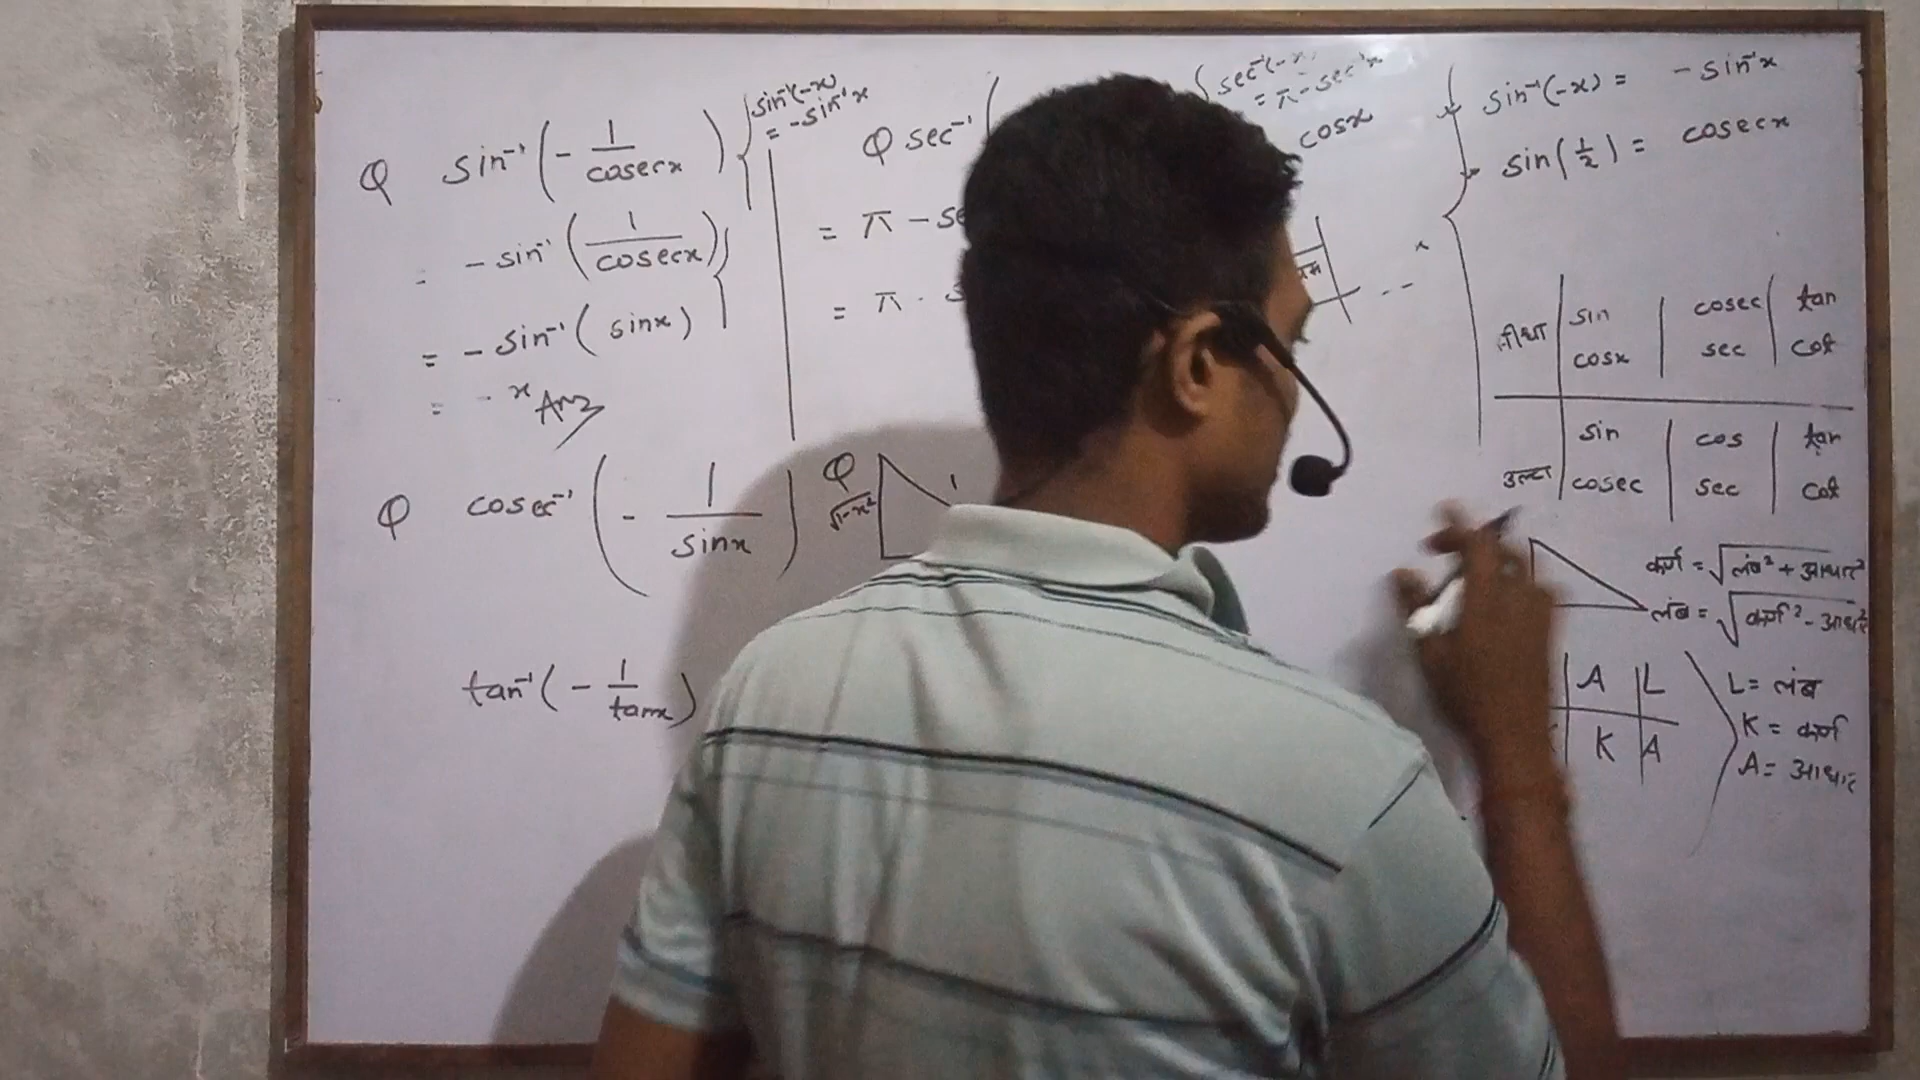 Q sin⁻¹(- 1/cosecx) { sin⁻¹(-x) = -sin⁻¹x
= -sin⁻¹(1/cosecx)
= -sin⁻¹(sinx)
= -x Ans
Q cosec⁻¹(- 1/sinx)
tan⁻¹(- 1/tanx)
Q sec⁻¹(
= π - se
= π - s
sec⁻¹(-x)
= π - sec⁻¹x
cosx
Q
√1-x² 1
sin⁻¹(-x) = -sin⁻¹x
sin(1/x) = cosecx
सीधा sin | cosec | tan
cosx | sec | cot
उल्टा sin | cos | tan
cosec | sec | cot
कर्ण = √लंब² + आधार²
लंब = √कर्ण² - आधार²
A | L
K | A
L = लंब
K = कर्ण
A = आधार